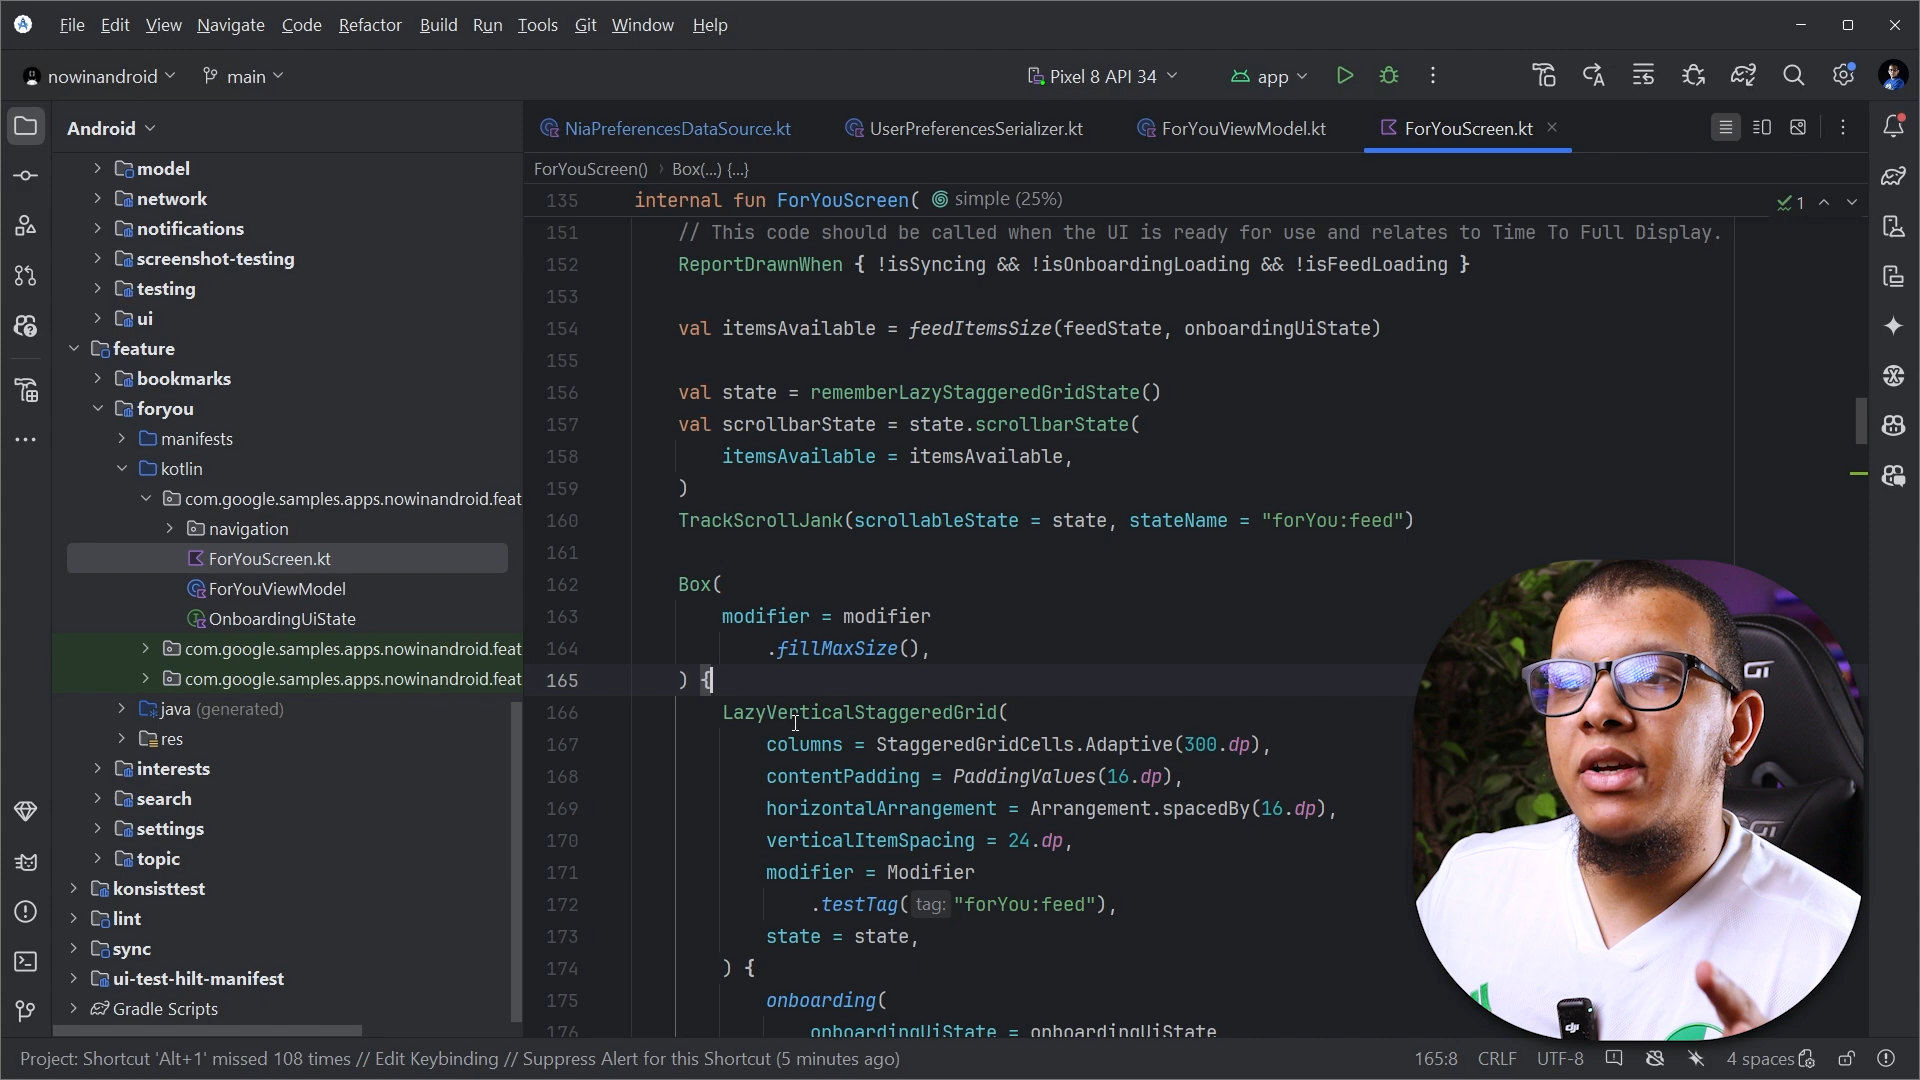 File Edit View Navigate Code Refactor Build Run Tools Git Window Help
nowinandroid main Pixel 8 API 34 app
Android
NiaPreferencesDataSource.kt UserPreferencesSerializer.kt ForYouViewModel.kt ForYouScreen.kt
ForYouScreen() Box(...) {...}
model
network
notifications
screenshot-testing
testing
ui
feature
bookmarks
foryou
manifests
kotlin
com.google.samples.apps.nowinandroid.feat
navigation
ForYouScreen.kt
ForYouViewModel
OnboardingUiState
com.google.samples.apps.nowinandroid.feat
com.google.samples.apps.nowinandroid.feat
java (generated)
res
interests
search
settings
topic
konsisttest
lint
sync
ui-test-hilt-manifest
Gradle Scripts
135 internal fun ForYouScreen( simple (25%)
1
151 // This code should be called when the UI is ready for use and relates to Time To Full Display.
152 ReportDrawnWhen { !isSyncing && !isOnboardingLoading && !isFeedLoading }
153
154 val itemsAvailable = feedItemsSize(feedState, onboardingUiState)
155
156 val state = rememberLazyStaggeredGridState()
157 val scrollbarState = state.scrollbarState(
158 itemsAvailable = itemsAvailable,
159 )
160 TrackScrollJank(scrollableState = state, stateName = "forYou:feed")
161
162 Box(
163 modifier = modifier
164 .fillMaxSize(),
165 ) {
166 LazyVerticalStaggeredGrid(
167 columns = StaggeredGridCells.Adaptive(300.dp),
168 contentPadding = PaddingValues(16.dp),
169 horizontalArrangement = Arrangement.spacedBy(16.dp),
170 verticalItemSpacing = 24.dp,
171 modifier = Modifier
172 .testTag( tag: "forYou:feed"),
173 state = state,
174 ) {
175 onboarding(
176 onboardingUiState = onboardingUiState
GT
GT
dji
Project: Shortcut 'Alt+1' missed 108 times // Edit Keybinding // Suppress Alert for this Shortcut (5 minutes ago)
165:8 CRLF UTF-8 4 spaces